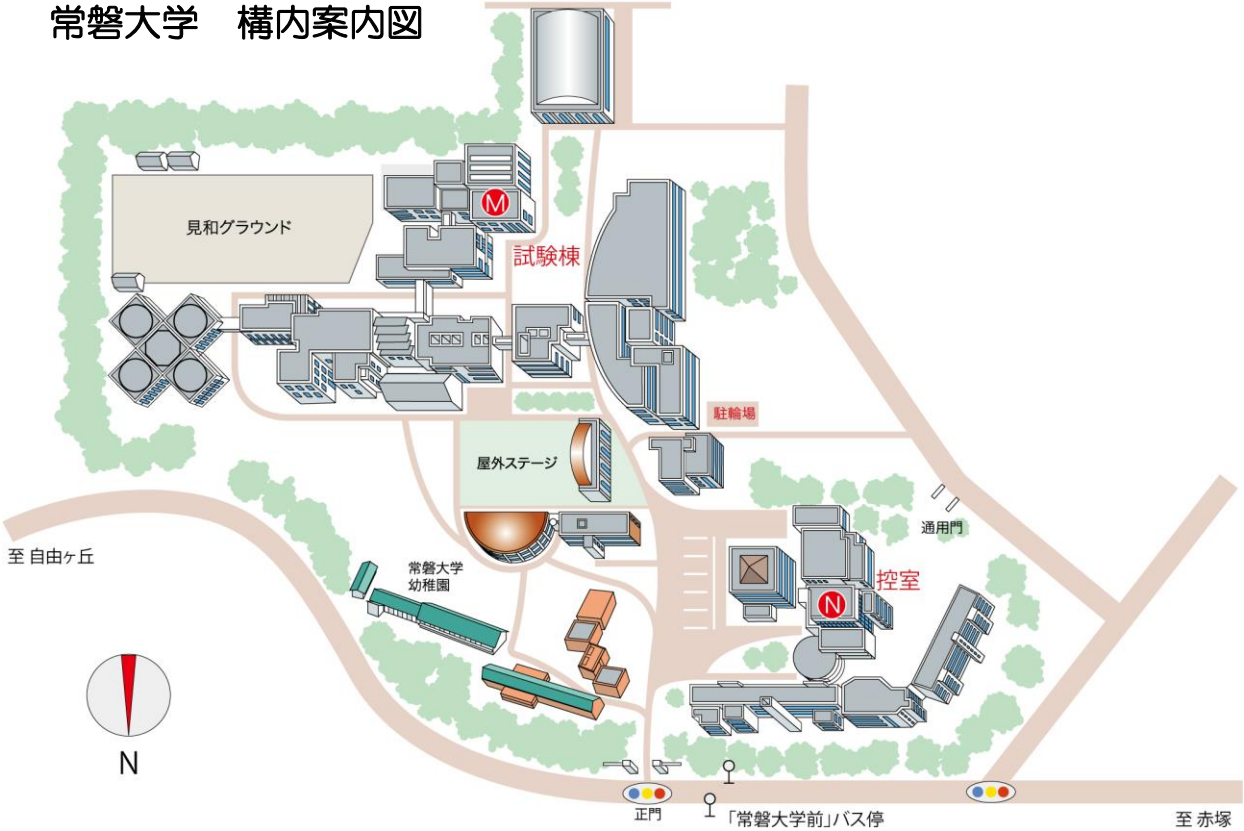 常磐大学　構内案内図
M
見和グラウンド
試験棟
駐輪場
屋外ステージ
通用門
至 自由ヶ丘
常磐大学
幼稚園
控室
N
N
正門
「常磐大学前」バス停
至 赤塚